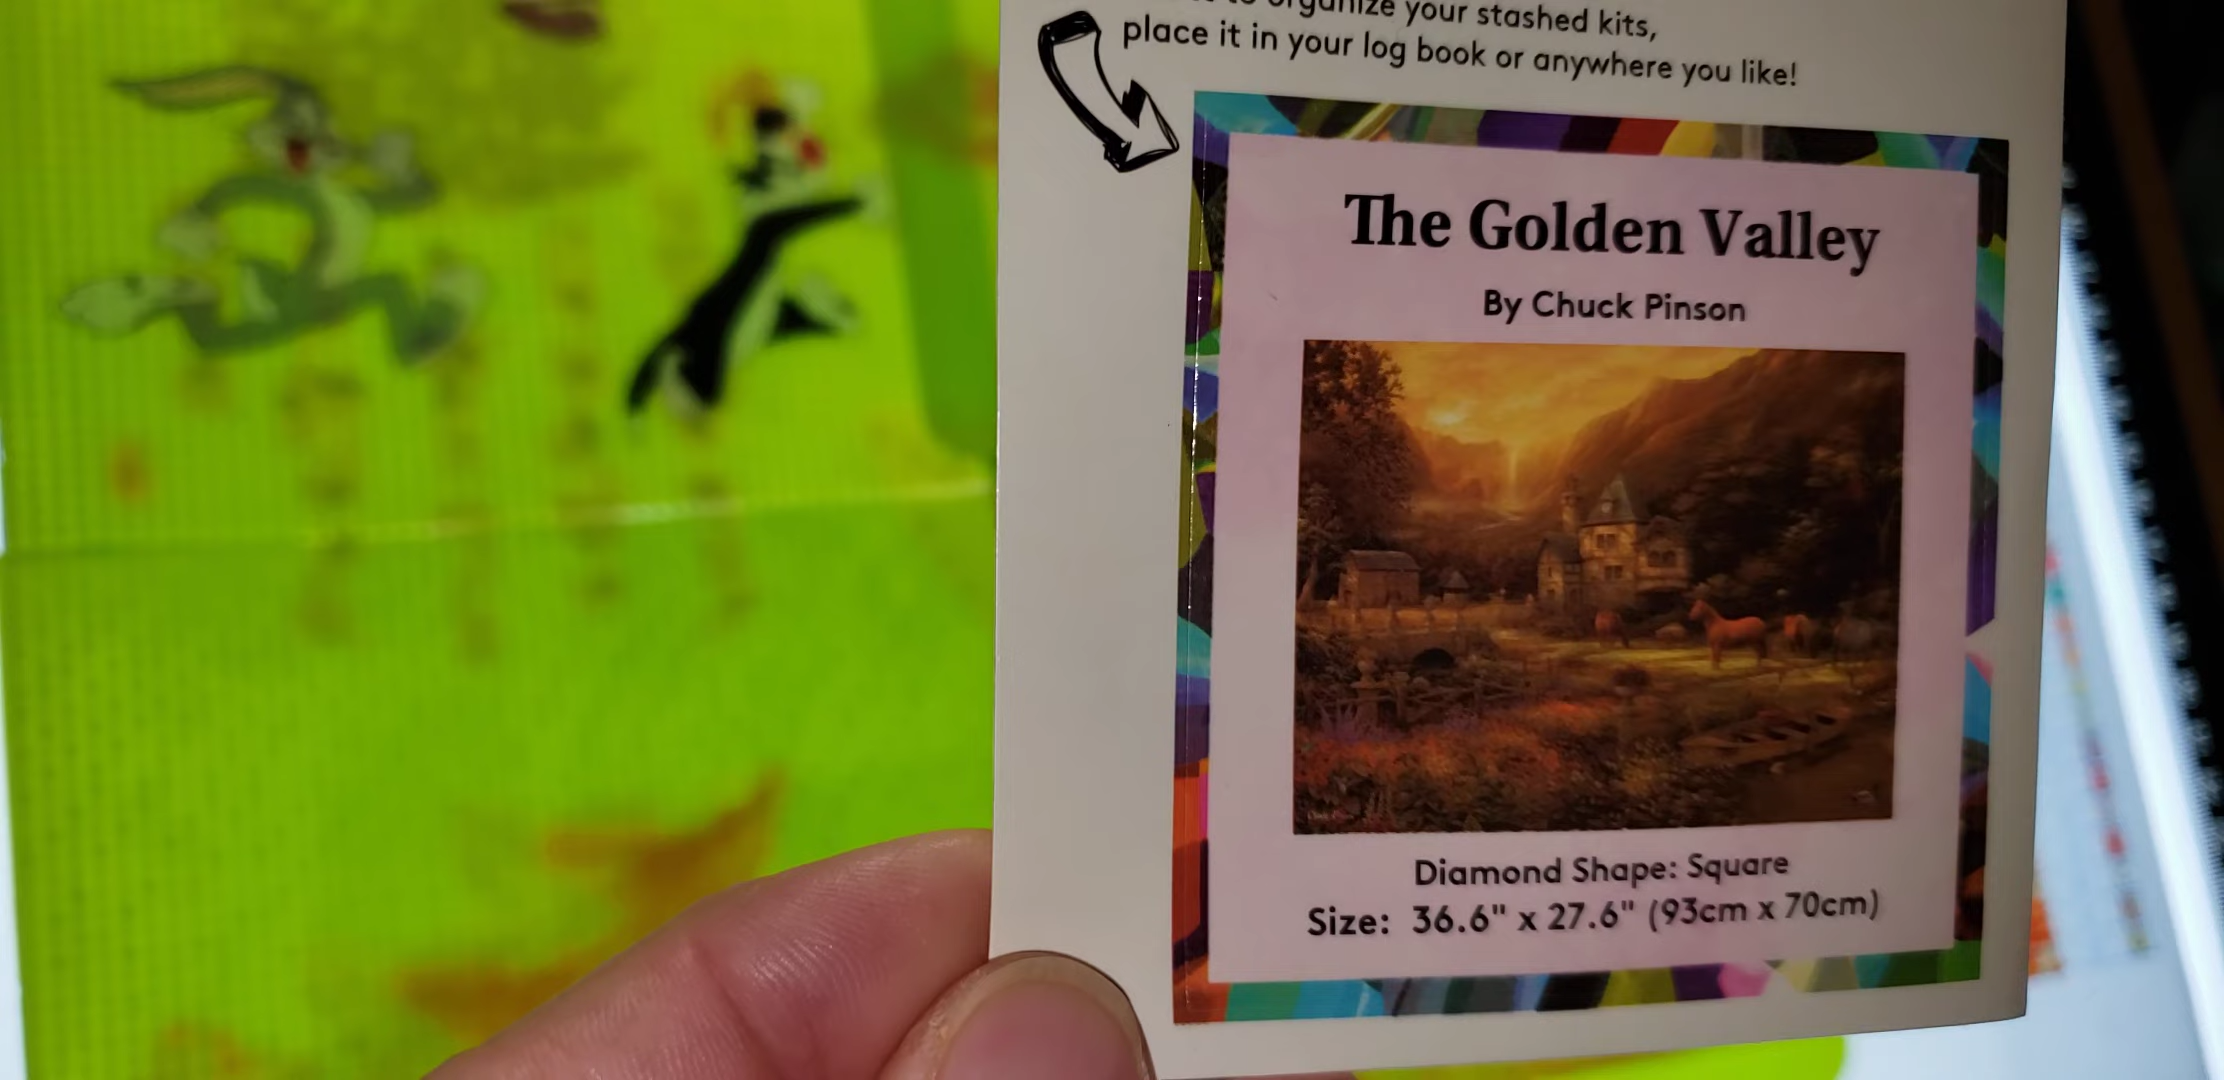 organize your stashed kits,
place it in your log book or anywhere you like!
The Golden Valley
By Chuck Pinson
Diamond Shape: Square
Size: 36.6" x 27.6" (93cm x 70cm)